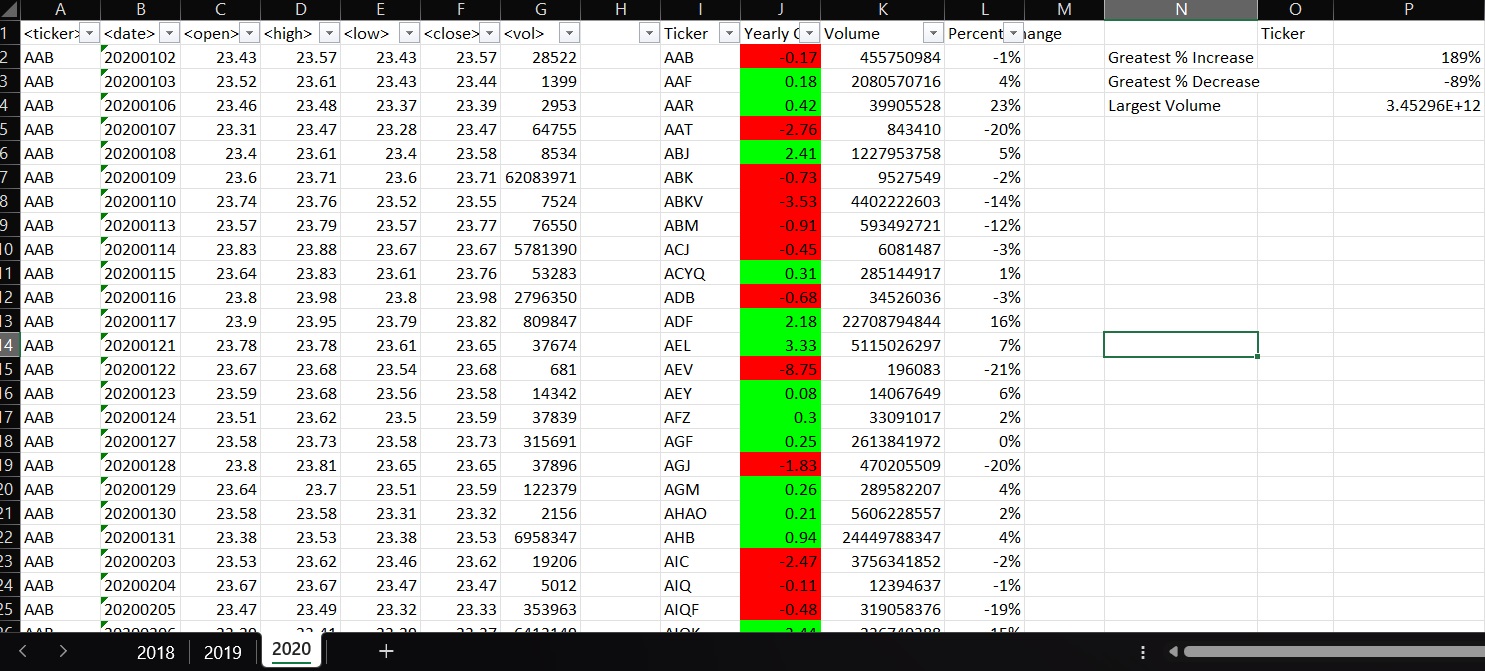 A B C D E F G H I J K L M N O P
1 <ticker> <date> <open> <high> <low> <close> <vol> Ticker Yearly C Volume Percent hange Ticker
2 AAB 20200102 23.43 23.57 23.43 23.57 28522 AAB -0.17 455750984 -1% Greatest % Increase 189%
3 AAB 20200103 23.52 23.61 23.43 23.44 1399 AAF 0.18 2080570716 4% Greatest % Decrease -89%
4 AAB 20200106 23.46 23.48 23.37 23.39 2953 AAR 0.42 39905528 23% Largest Volume 3.45296E+12
5 AAB 20200107 23.31 23.47 23.28 23.47 64755 AAT -2.76 843410 -20%
6 AAB 20200108 23.4 23.61 23.4 23.58 8534 ABJ 2.41 1227953758 5%
7 AAB 20200109 23.6 23.71 23.6 23.71 62083971 ABK -0.73 9527549 -2%
8 AAB 20200110 23.74 23.76 23.52 23.55 7524 ABKV -3.53 4402222603 -14%
9 AAB 20200113 23.57 23.79 23.57 23.77 76550 ABM -0.91 593492721 -12%
10 AAB 20200114 23.83 23.88 23.67 23.67 5781390 ACJ -0.45 6081487 -3%
11 AAB 20200115 23.64 23.83 23.61 23.76 53283 ACYQ 0.31 285144917 1%
12 AAB 20200116 23.8 23.98 23.8 23.98 2796350 ADB -0.68 34526036 -3%
13 AAB 20200117 23.9 23.95 23.79 23.82 809847 ADF 2.18 22708794844 16%
14 AAB 20200121 23.78 23.78 23.61 23.65 37674 AEL 3.33 5115026297 7%
15 AAB 20200122 23.67 23.68 23.54 23.68 681 AEV -8.75 196083 -21%
16 AAB 20200123 23.59 23.68 23.56 23.58 14342 AEY 0.08 14067649 6%
17 AAB 20200124 23.51 23.62 23.5 23.59 37839 AFZ 0.3 33091017 2%
18 AAB 20200127 23.58 23.73 23.58 23.73 315691 AGF 0.25 2613841972 0%
19 AAB 20200128 23.8 23.81 23.65 23.65 37896 AGJ -1.83 470205509 -20%
20 AAB 20200129 23.64 23.7 23.51 23.59 122379 AGM 0.26 289582207 4%
21 AAB 20200130 23.58 23.58 23.31 23.32 2156 AHAO 0.21 5606228557 2%
22 AAB 20200131 23.38 23.53 23.38 23.53 6958347 AHB 0.94 24449788347 4%
23 AAB 20200203 23.53 23.62 23.46 23.62 19206 AIC -2.47 3756341852 -2%
24 AAB 20200204 23.67 23.67 23.47 23.47 5012 AIQ -0.11 12394637 -1%
25 AAB 20200205 23.47 23.49 23.32 23.33 353963 AIQF -0.48 319058376 -19%
2018 2019 2020